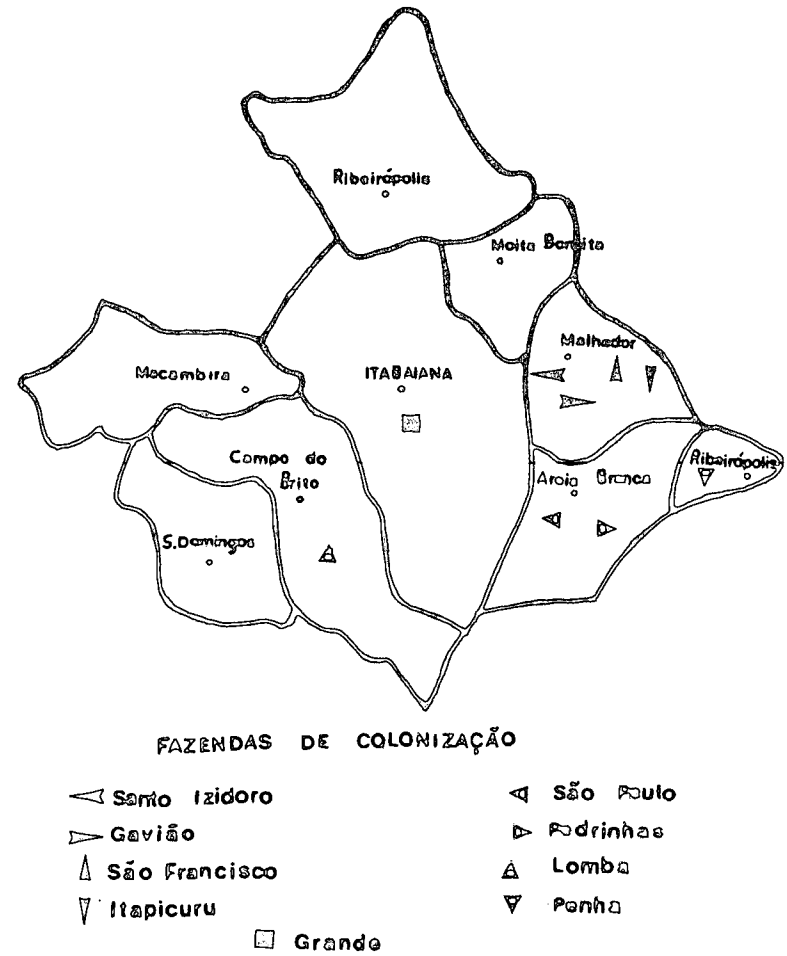 Ribeirópolis
Moita Bonita
Malhador
Macambira
ITABAIANA
Campo do
Brito
Ribeirópolis
Areia Branca
S. Domingos
FAZENDAS DE COLONIZAÇÃO
Santo Izidoro
São Paulo
Gavião
Pedrinhas
São Francisco
Lomba
Itapicuru
Penha
Grande